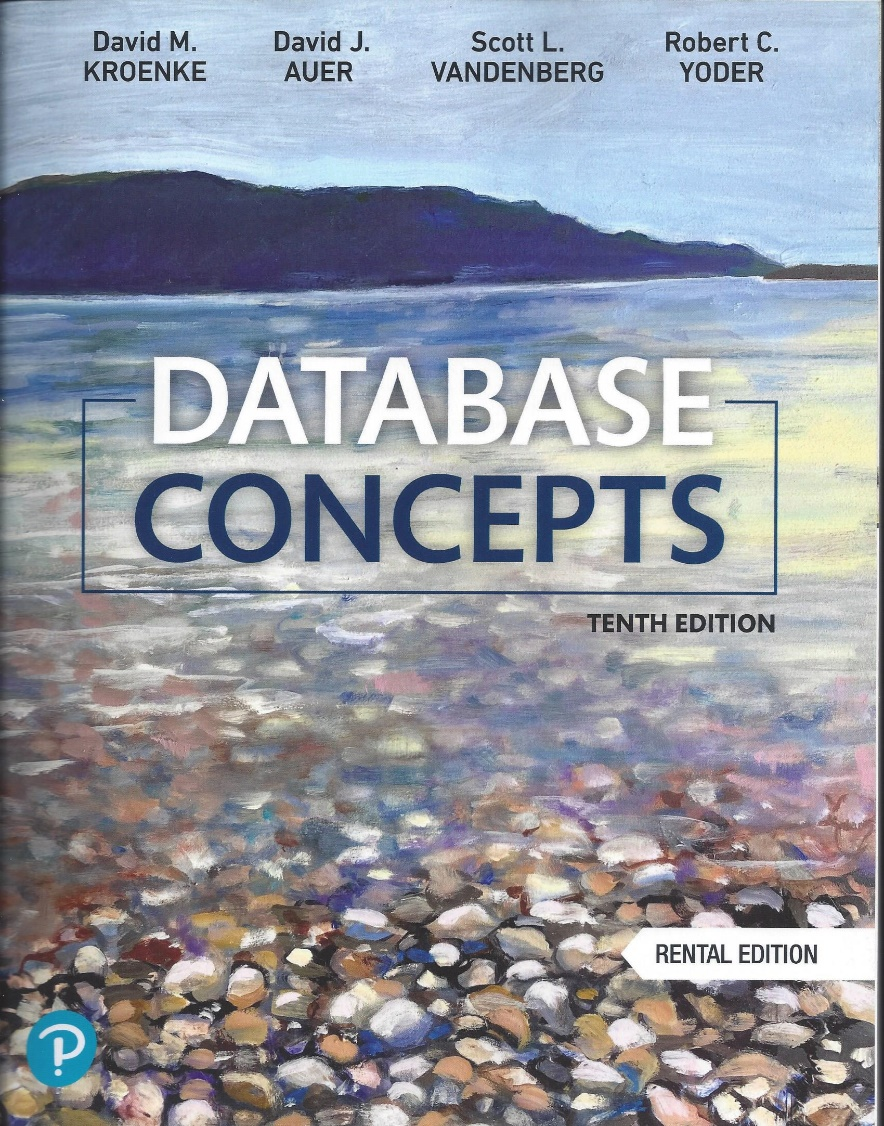 David M.
KROENKE
David J.
AUER
Scott L.
VANDENBERG
Robert C.
YODER
DATABASE
CONCEPTS
TENTH EDITION
RENTAL EDITION
P